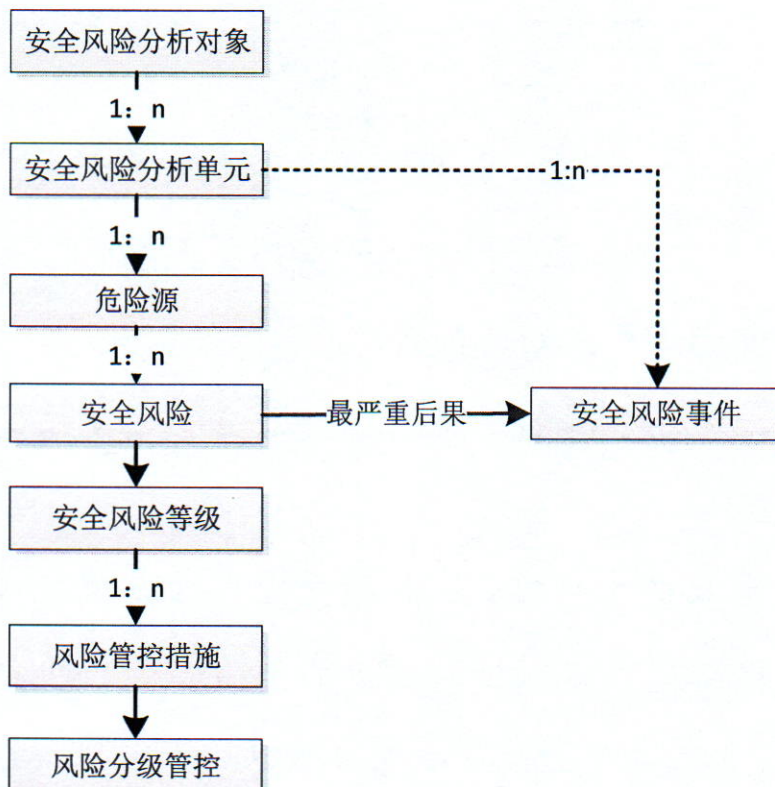 安全风险分析对象
1：n
安全风险分析单元
1:n
1：n
危险源
1：n
安全风险
最严重后果
安全风险事件
安全风险等级
1：n
风险管控措施
风险分级管控